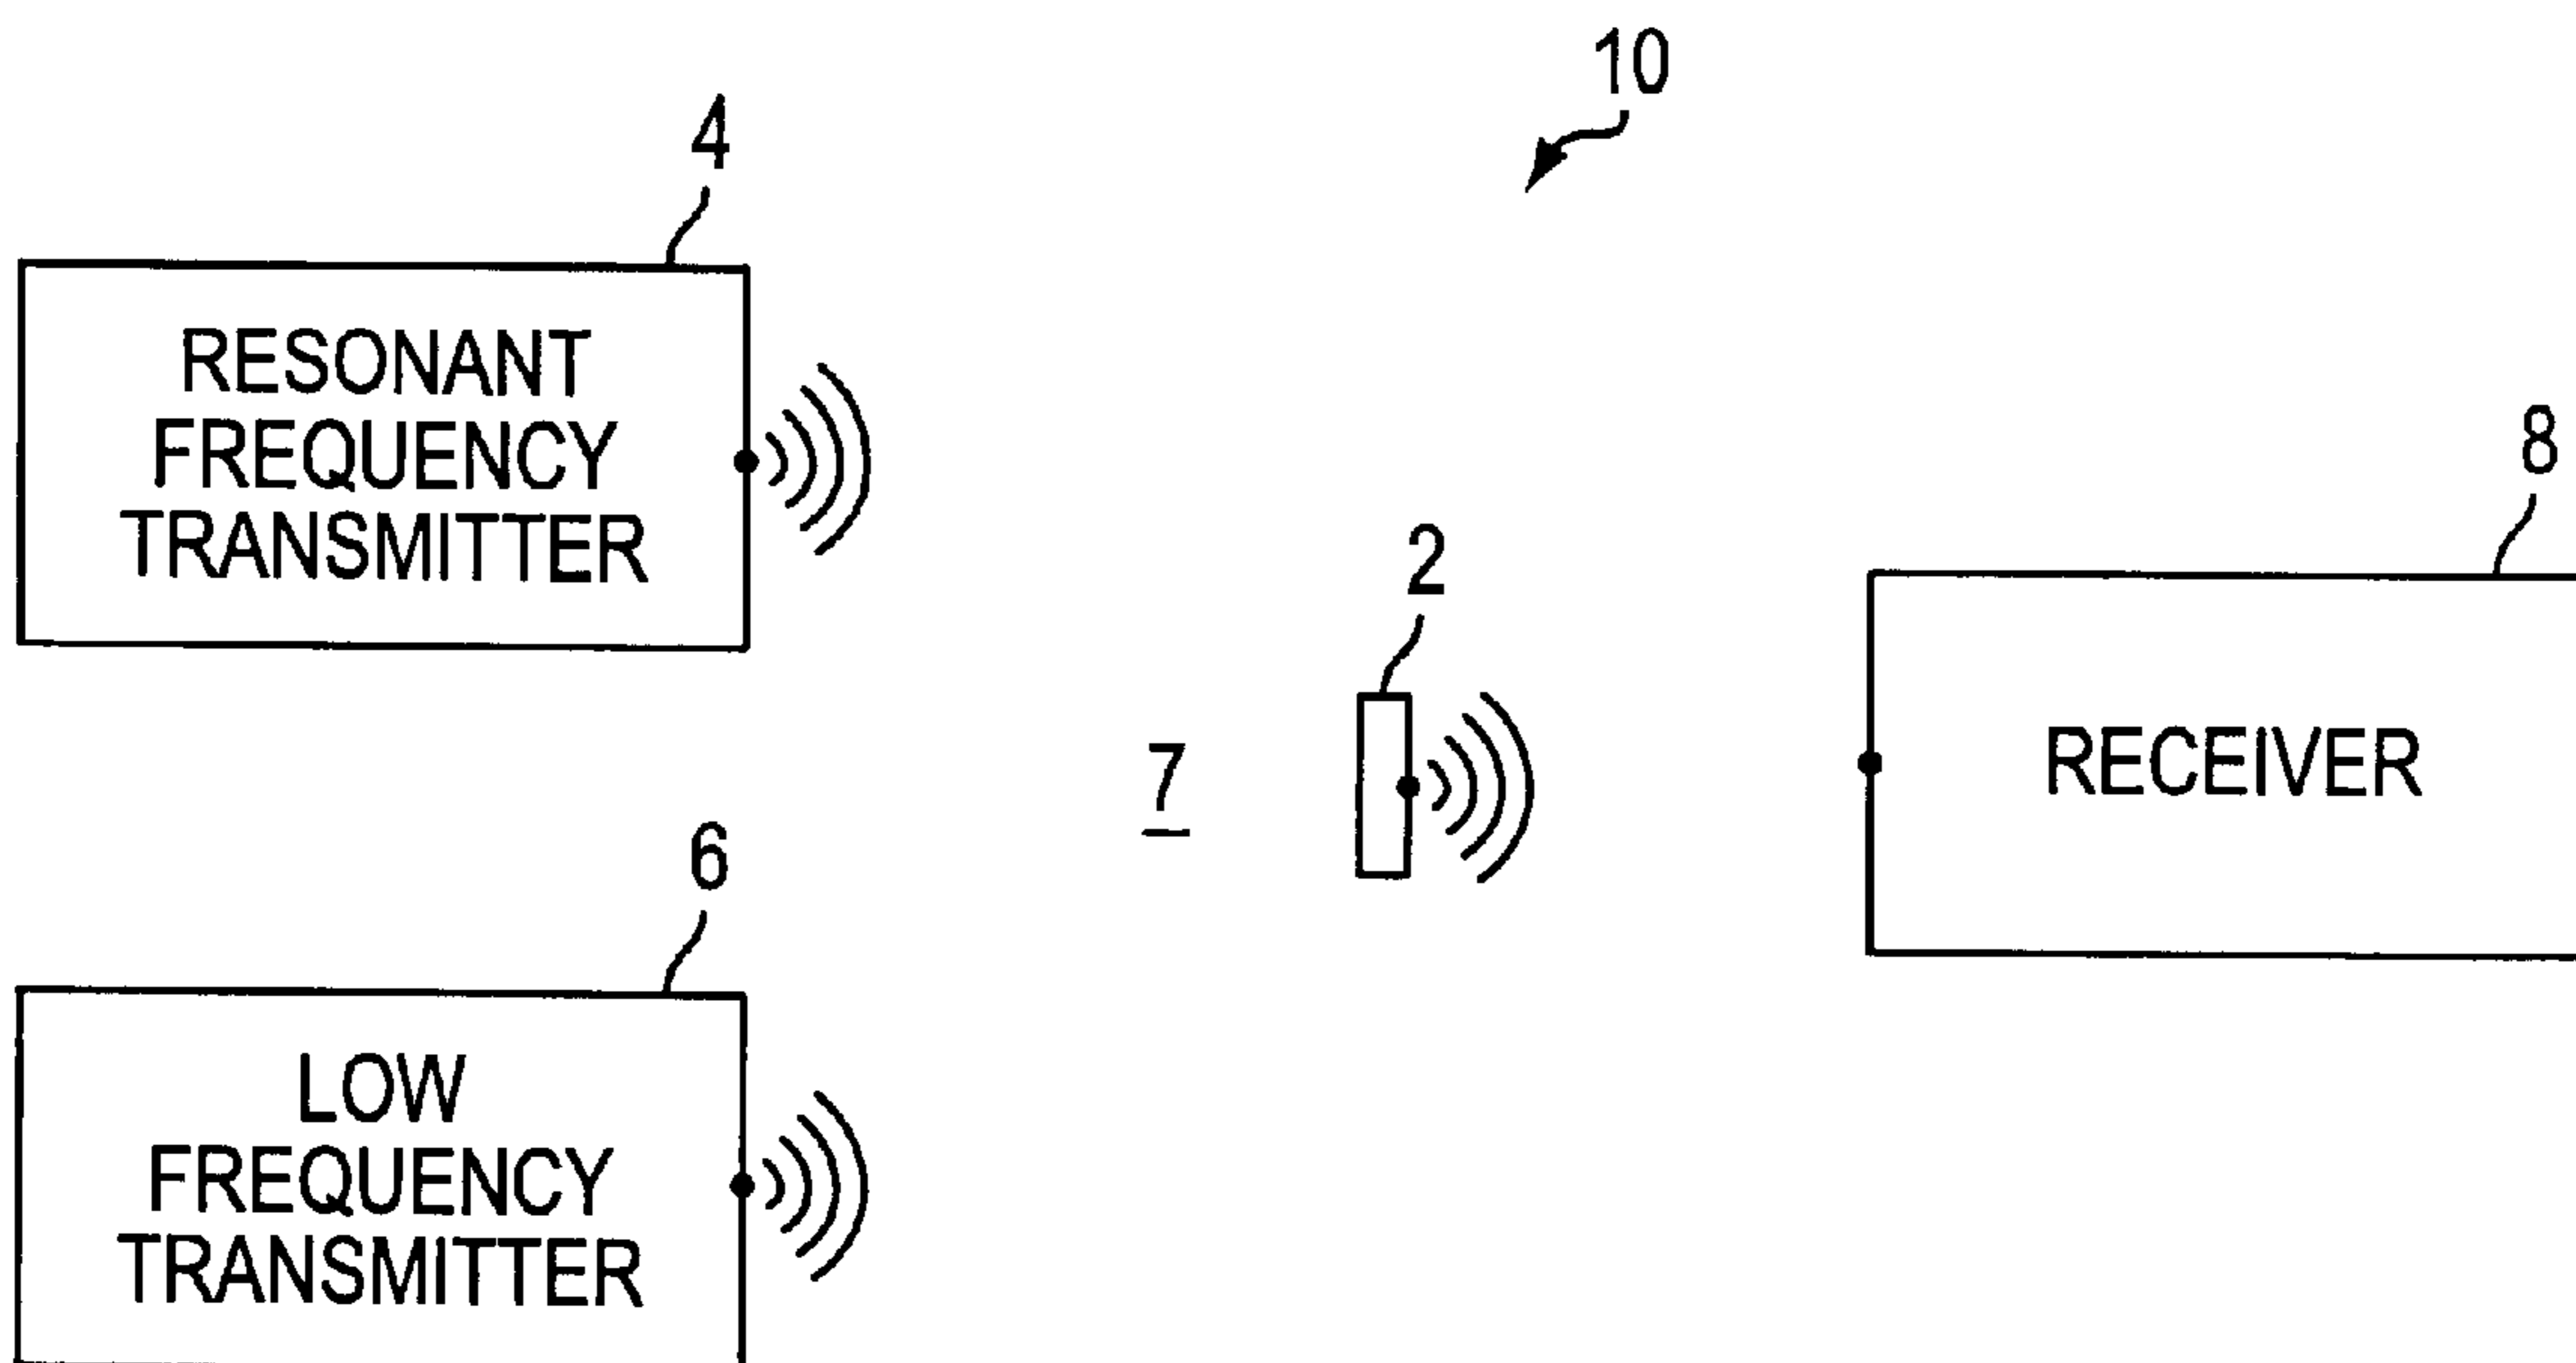 10
4
RESONANT
FREQUENCY
TRANSMITTER
8
2
RECEIVER
7
6
LOW
FREQUENCY
TRANSMITTER